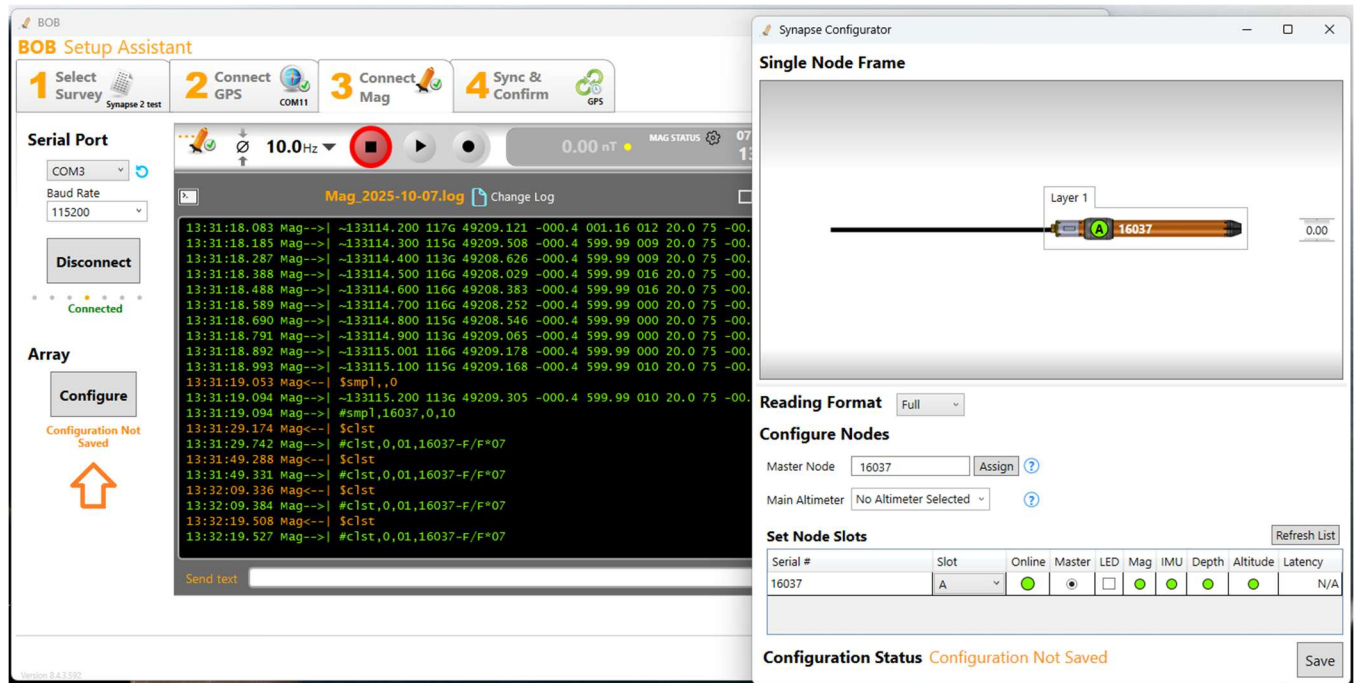 BOB
BOB Setup Assistant
1 Select Survey Synapse 2 test
2 Connect GPS COM11
3 Connect Mag
4 Sync & Confirm GPS
Serial Port
COM3
Baud Rate
115200
Disconnect
Connected
Array
Configure
Configuration Not
Saved
Version 8.4.3.592
10.0Hz
0.00 nT
MAG STATUS
07
Mag_2025-10-07.log Change Log
13:31:18.083 Mag-->| ~133114.200 117G 49209.121 -000.4 001.16 012 20.0 75 -00.
13:31:18.185 Mag-->| ~133114.300 115G 49209.508 -000.4 599.99 009 20.0 75 -00.
13:31:18.287 Mag-->| ~133114.400 113G 49208.626 -000.4 599.99 009 20.0 75 -00.
13:31:18.388 Mag-->| ~133114.500 116G 49208.029 -000.4 599.99 016 20.0 75 -00.
13:31:18.488 Mag-->| ~133114.600 116G 49208.383 -000.4 599.99 016 20.0 75 -00.
13:31:18.589 Mag-->| ~133114.700 116G 49208.252 -000.4 599.99 000 20.0 75 -00.
13:31:18.690 Mag-->| ~133114.800 115G 49208.546 -000.4 599.99 000 20.0 75 -00.
13:31:18.791 Mag-->| ~133114.900 113G 49209.065 -000.4 599.99 000 20.0 75 -00.
13:31:18.892 Mag-->| ~133115.001 116G 49209.178 -000.4 599.99 000 20.0 75 -00.
13:31:18.993 Mag-->| ~133115.100 115G 49209.168 -000.4 599.99 010 20.0 75 -00.
13:31:19.053 Mag<--| $smpl,,0
13:31:19.094 Mag-->| ~133115.200 113G 49209.305 -000.4 599.99 010 20.0 75 -00.
13:31:19.094 Mag-->| #smpl,16037,0,10
13:31:29.174 Mag<--| $clst
13:31:29.742 Mag-->| #clst,0,01,16037-F/F*07
13:31:49.288 Mag<--| $clst
13:31:49.331 Mag-->| #clst,0,01,16037-F/F*07
13:32:09.336 Mag<--| $clst
13:32:09.384 Mag-->| #clst,0,01,16037-F/F*07
13:32:19.508 Mag<--| $clst
13:32:19.527 Mag-->| #clst,0,01,16037-F/F*07
Send text
Synapse Configurator
Single Node Frame
Layer 1
A 16037
0.00
Reading Format Full
Configure Nodes
Master Node 16037 Assign ?
Main Altimeter No Altimeter Selected ?
Set Node Slots Refresh List
Serial # Slot Online Master LED Mag IMU Depth Altitude Latency
16037 A N/A
Configuration Status Configuration Not Saved
Save